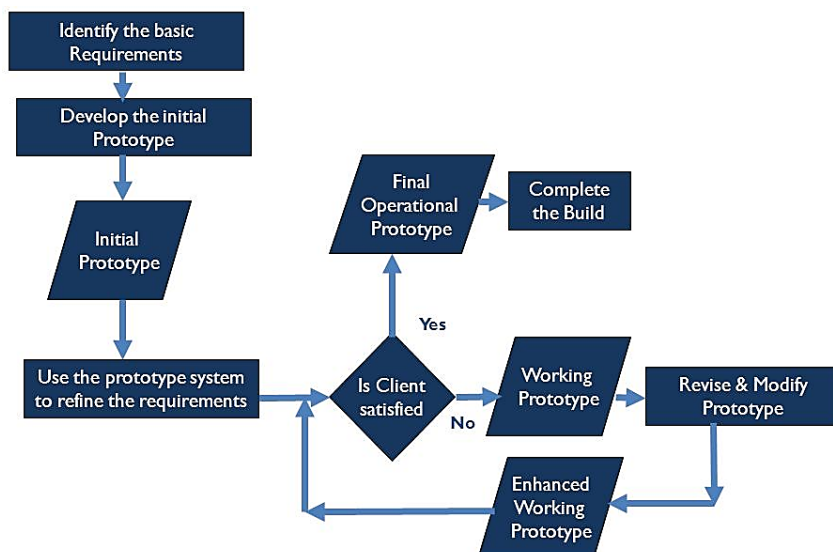 Identify the basic
Requirements
Develop the initial
Prototype
Initial
Prototype
Use the prototype system
to refine the requirements
Is Client
satisfied
Yes
Final
Operational
Prototype
Complete
the Build
No
Working
Prototype
Revise & Modify
Prototype
Enhanced
Working
Prototype